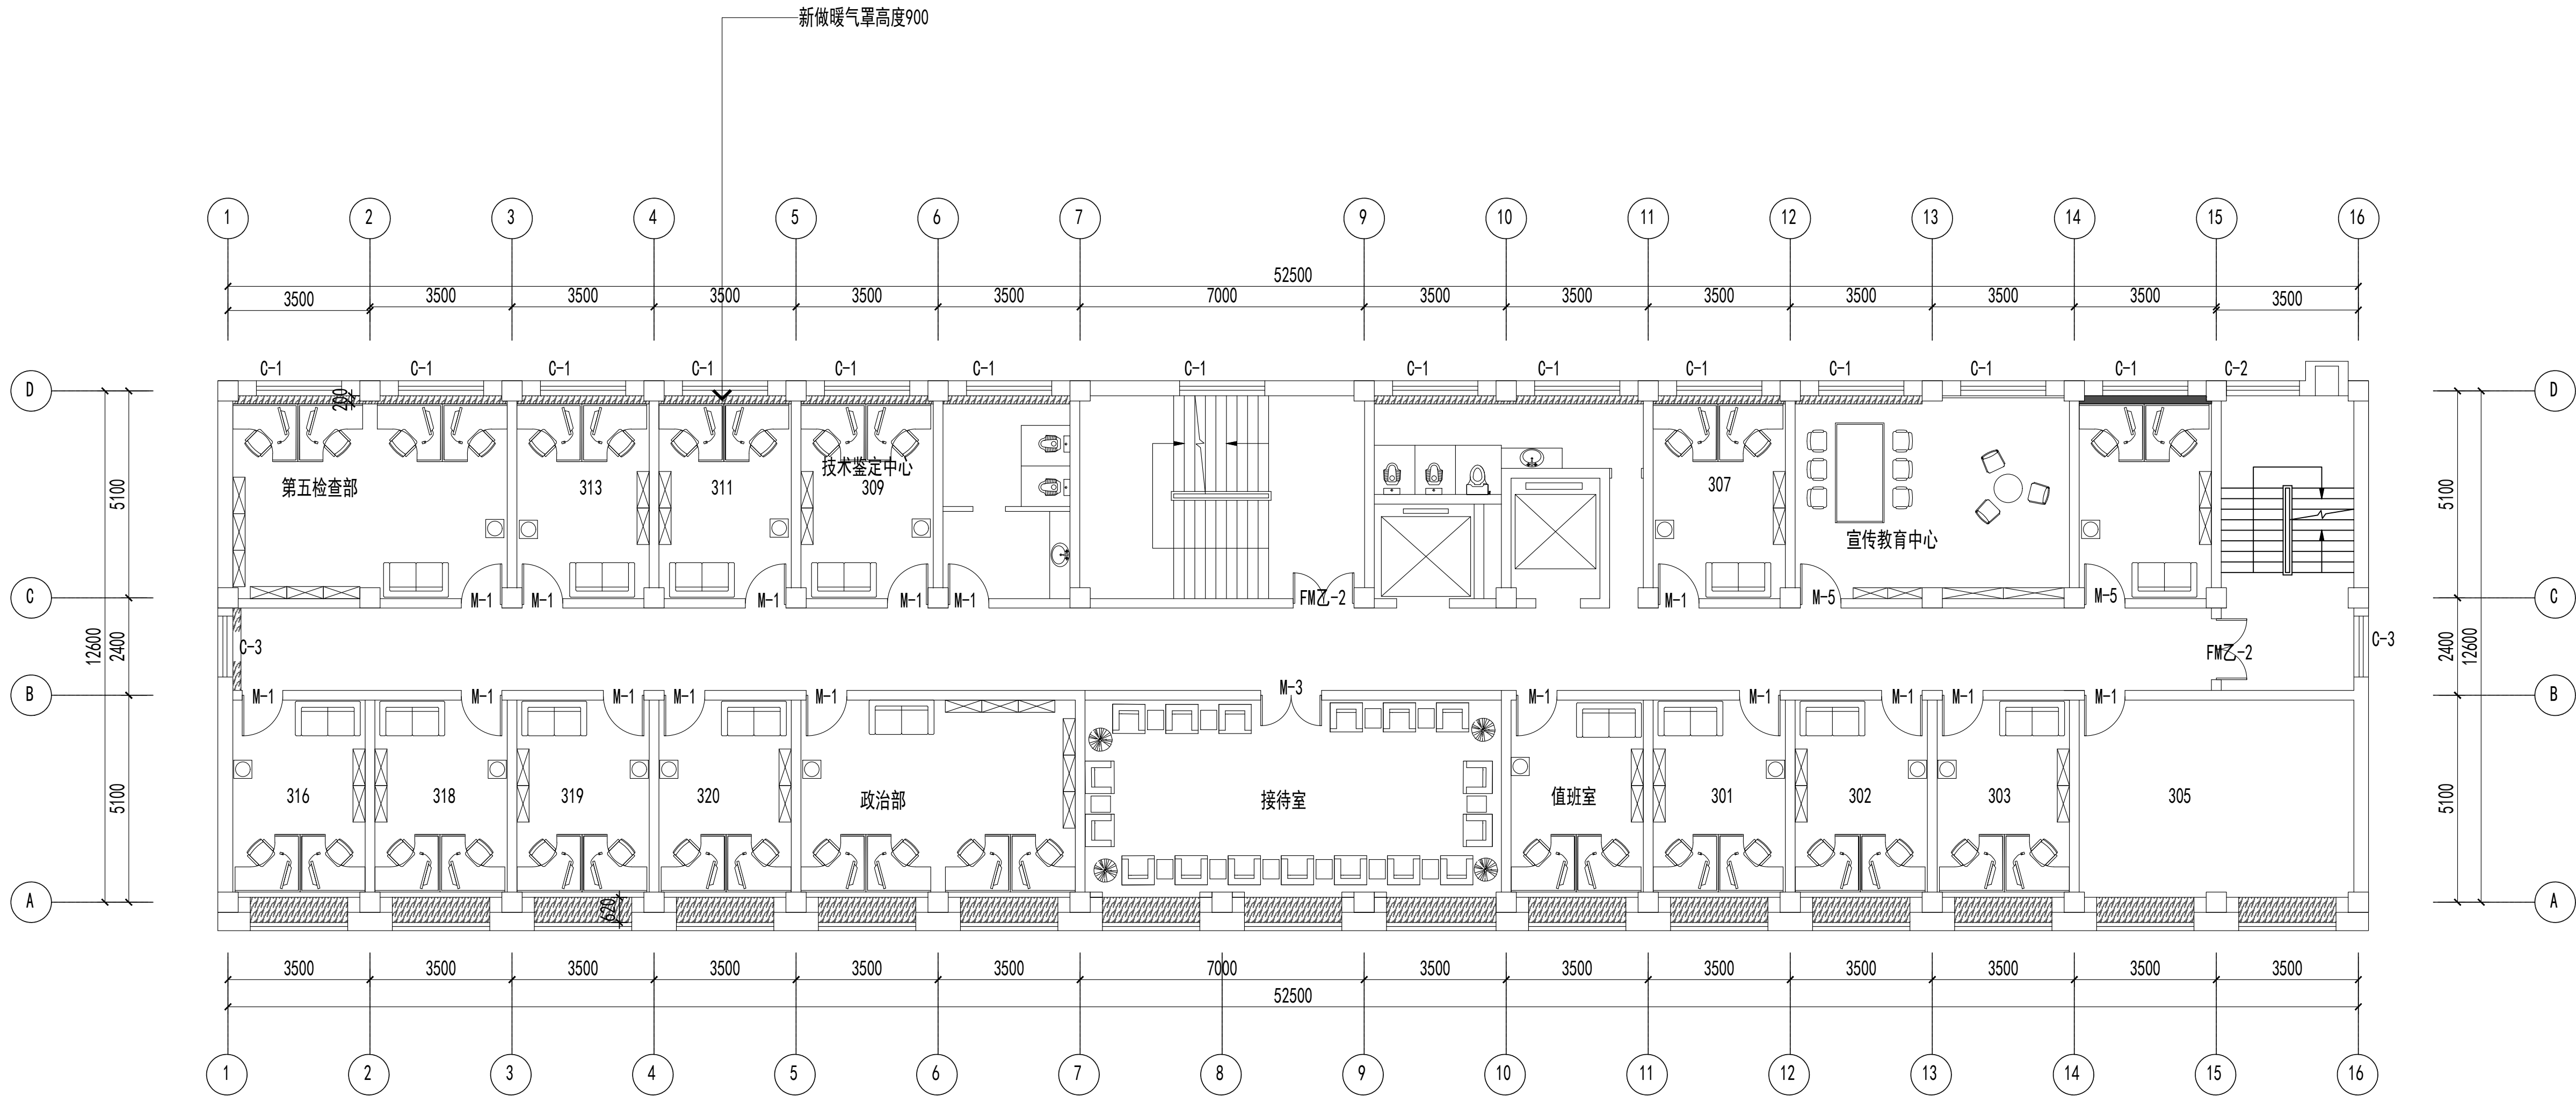 新做暖气罩高度900
1 2 3 4 5 6 7 9 10 11 12 13 14 15 16
52500
3500 3500 3500 3500 3500 3500 7000 3500 3500 3500 3500 3500 3500 3500
C-1 C-1 C-1 C-1 C-1 C-1 C-1 C-1 C-1 C-1 C-1 C-1 C-1 C-2
D D
200
技术鉴定中心
第五检查部 313 311 309 307
5100 5100
宣传教育中心
C C
M-1 M-1 M-1 M-1 M-1 FM乙-2 M-1 M-5 M-5
12600 2400 2400 12600
C-3 C-3
FM乙-2
B B
M-1 M-1 M-1 M-1 M-1 M-3 M-1 M-1 M-1 M-1 M-1
5100 5100
316 318 319 320 政治部 接待室 值班室 301 302 303 305
A A
620
3500 3500 3500 3500 3500 3500 7000 3500 3500 3500 3500 3500 3500 3500
52500
1 2 3 4 5 6 7 8 9 10 11 12 13 14 15 16